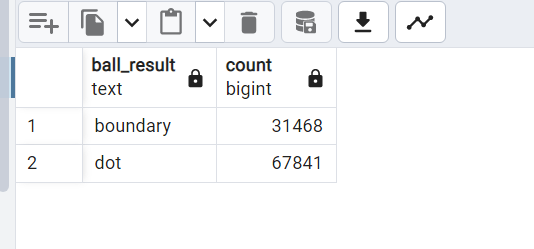 ball_result count
text bigint
1 boundary 31468
2 dot 67841